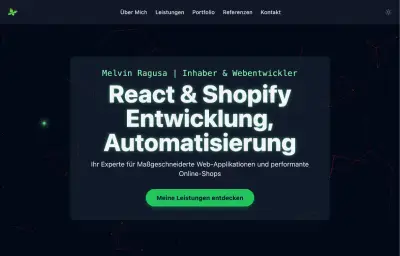 Über Mich Leistungen Portfolio Referenzen Kontakt
Melvin Ragusa | Inhaber & Webentwickler
React & Shopify
Entwicklung,
Automatisierung
Ihr Experte für Maßgeschneiderte Web-Applikationen und performante
Online-Shops
Meine Leistungen entdecken